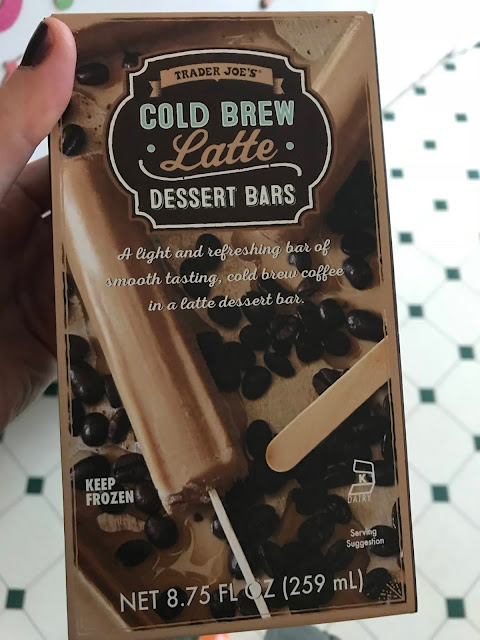 TRADER JOE'S®
COLD BREW
Latte
DESSERT BARS
A light and refreshing bar of
smooth tasting, cold brew coffee
in a latte dessert bar.
KEEP
FROZEN
K
DAIRY
Serving
Suggestion
NET 8.75 FL OZ (259 mL)